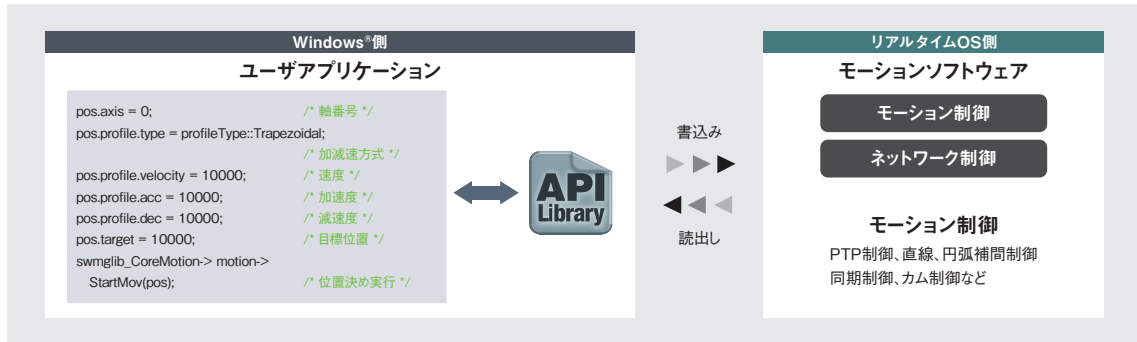 Windows®側
ユーザアプリケーション
pos.axis = 0; /* 軸番号 */
pos.profile.type = profileType::Trapezoidal;
/* 加減速方式 */
pos.profile.velocity = 10000; /* 速度 */
pos.profile.acc = 10000; /* 加速度 */
pos.profile.dec = 10000; /* 減速度 */
pos.target = 10000; /* 目標位置 */
swmglib_CoreMotion-> motion->
StartMov(pos); /* 位置決め実行 */
API
Library
書込み
読出し
リアルタイムOS側
モーションソフトウェア
モーション制御
ネットワーク制御
モーション制御
PTP制御、直線、円弧補間制御
同期制御、カム制御など